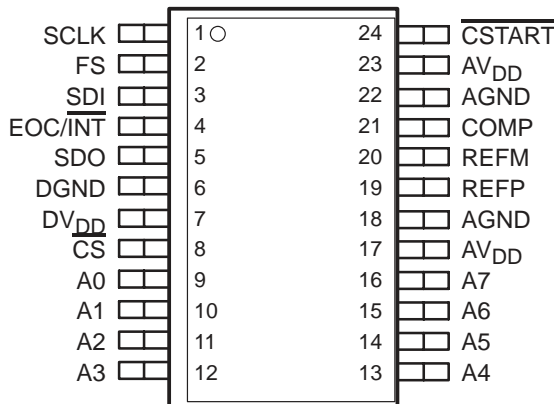 SCLK 1 24 CSTART
FS 2 23 AVDD
SDI 3 22 AGND
EOC/INT 4 21 COMP
SDO 5 20 REFM
DGND 6 19 REFP
DVDD 7 18 AGND
CS 8 17 AVDD
A0 9 16 A7
A1 10 15 A6
A2 11 14 A5
A3 12 13 A4